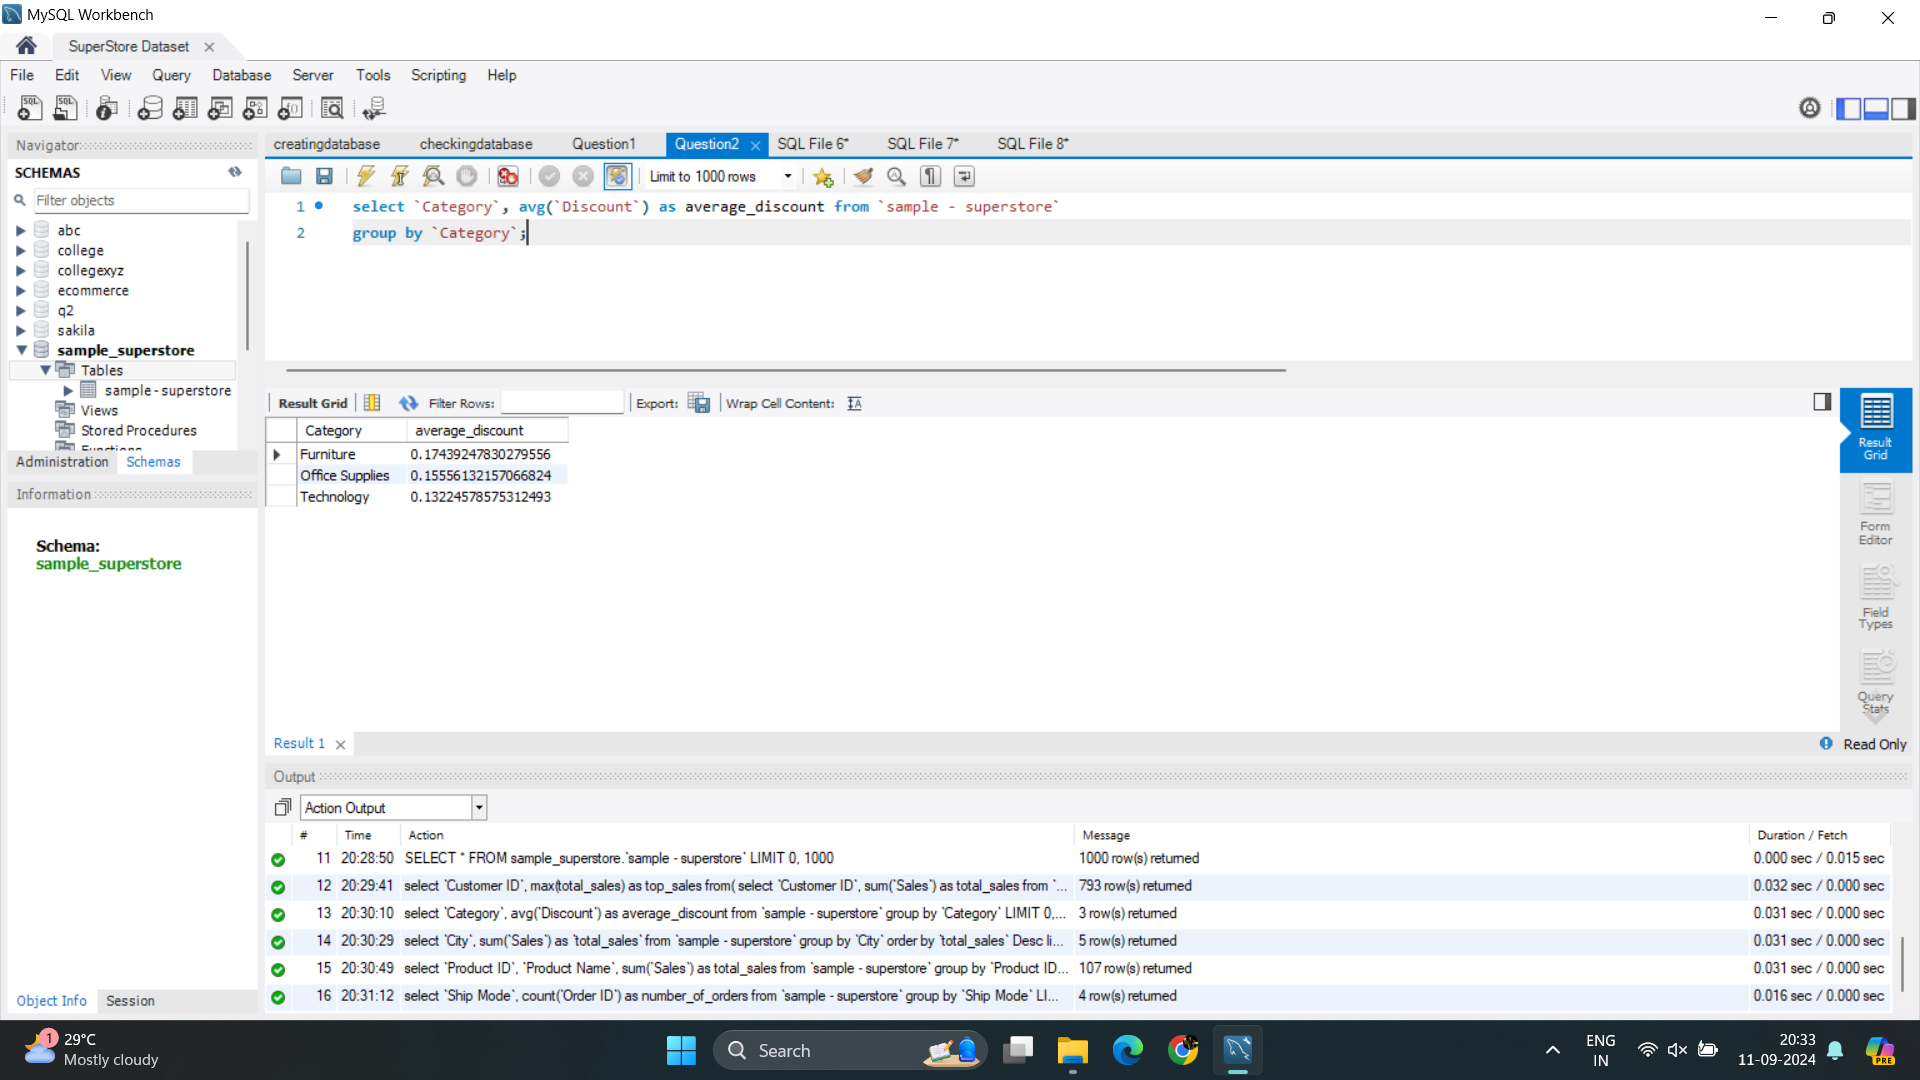 MySQL Workbench
SuperStore Dataset
File Edit View Query Database Server Tools Scripting Help
Navigator
SCHEMAS
Filter objects
abc
college
collegexyz
ecommerce
q2
sakila
sample_superstore
Tables
sample - superstore
Views
Stored Procedures
Functions
Administration Schemas
Information
Schema:
sample_superstore
Object Info Session
creatingdatabase checkingdatabase Question1 Question2 SQL File 6* SQL File 7* SQL File 8*
Limit to 1000 rows
1 select `Category`, avg(`Discount`) as average_discount from `sample - superstore`
2 group by `Category`;
Result Grid Filter Rows: Export: Wrap Cell Content:
Category average_discount
Furniture 0.17439247830279556
Office Supplies 0.15556132157066824
Technology 0.13224578575312493
Result Grid
Form Editor
Field Types
Query Stats
Result 1
Read Only
Output
Action Output
# Time Action Message Duration / Fetch
11 20:28:50 SELECT * FROM sample_superstore.`sample - superstore` LIMIT 0, 1000 1000 row(s) returned 0.000 sec / 0.015 sec
12 20:29:41 select `Customer ID`, max(total_sales) as top_sales from( select `Customer ID`, sum(`Sales`) as total_sales from `... 793 row(s) returned 0.032 sec / 0.000 sec
13 20:30:10 select `Category`, avg(`Discount`) as average_discount from `sample - superstore` group by `Category` LIMIT 0,... 3 row(s) returned 0.031 sec / 0.000 sec
14 20:30:29 select `City`, sum(`Sales`) as `total_sales` from `sample - superstore` group by `City` order by `total_sales` Desc li... 5 row(s) returned 0.031 sec / 0.000 sec
15 20:30:49 select `Product ID`, `Product Name`, sum(`Sales`) as total_sales from `sample - superstore` group by `Product ID... 107 row(s) returned 0.031 sec / 0.000 sec
16 20:31:12 select `Ship Mode`, count(`Order ID`) as number_of_orders from `sample - superstore` group by `Ship Mode` LI... 4 row(s) returned 0.016 sec / 0.000 sec
1
29°C
Mostly cloudy
Search
ENG
IN
20:33
11-09-2024
PRE